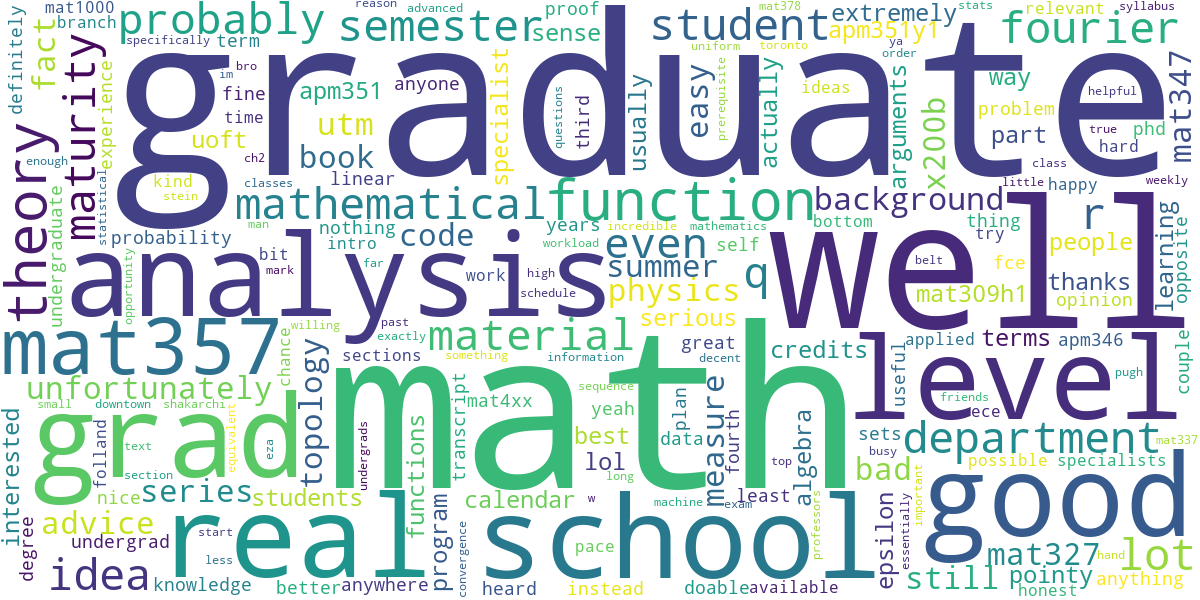 mat1000
branch
probably
semester
reason
advanced
proof
sense
student
mat378
stats
extremely
apm351y1
relevant
syllabus
fourier
definitely
fact
specifically
term
bro
im
graduate
uniform
toronto
ya
order
way
mat347
maturity
experience
fine
time
apm351
anyone
specialist
questions
third
usually
easy
prerequisite
actually
ideas
arguments
x200b
problem
helpful
part
true
hard
phd
class
theory
enough
uoft
utm
ch2
book
kind
stein
classes
linear
mathematical
function
background
little
happy
weekly
undergraduate
statistical
probability
man
nothing
intro
code
years
incredible
mathematics
workload
even
self
bottom
thing
try
r
people
learning
opposite
opportunity
analysis
bit
mark
far
work
high
schedule
summer
physics
serious
q
well
belt
fce
mat309h1
thanks
opinion
mat357
willing
past
exactly
material
great
decent
credits
useful
applied
terms
apm346
couple
unfortunately
chance
topology
sections
something
information
level
pugh
friends
ece
small
downtown
shakarchi
grad
math
mat4xx
sequence
yeah
best
plan
data
measure
fourth
algebra
sets
busy
department
mat337
interested
folland
text
section
equivalent
eza
undergrads
functions
transcript
lol
long
top
bad
possible
specialists
nice
series
students
calendar
w
machine
least
exam
good
advice
undergrad
real
program
convergence
school
pace
professors
epsilon
essentially
important
mat327
lot
hand
degree
start
less
idea
knowledge
better
anywhere
heard
instead
doable
available
still
pointy
anything
honest